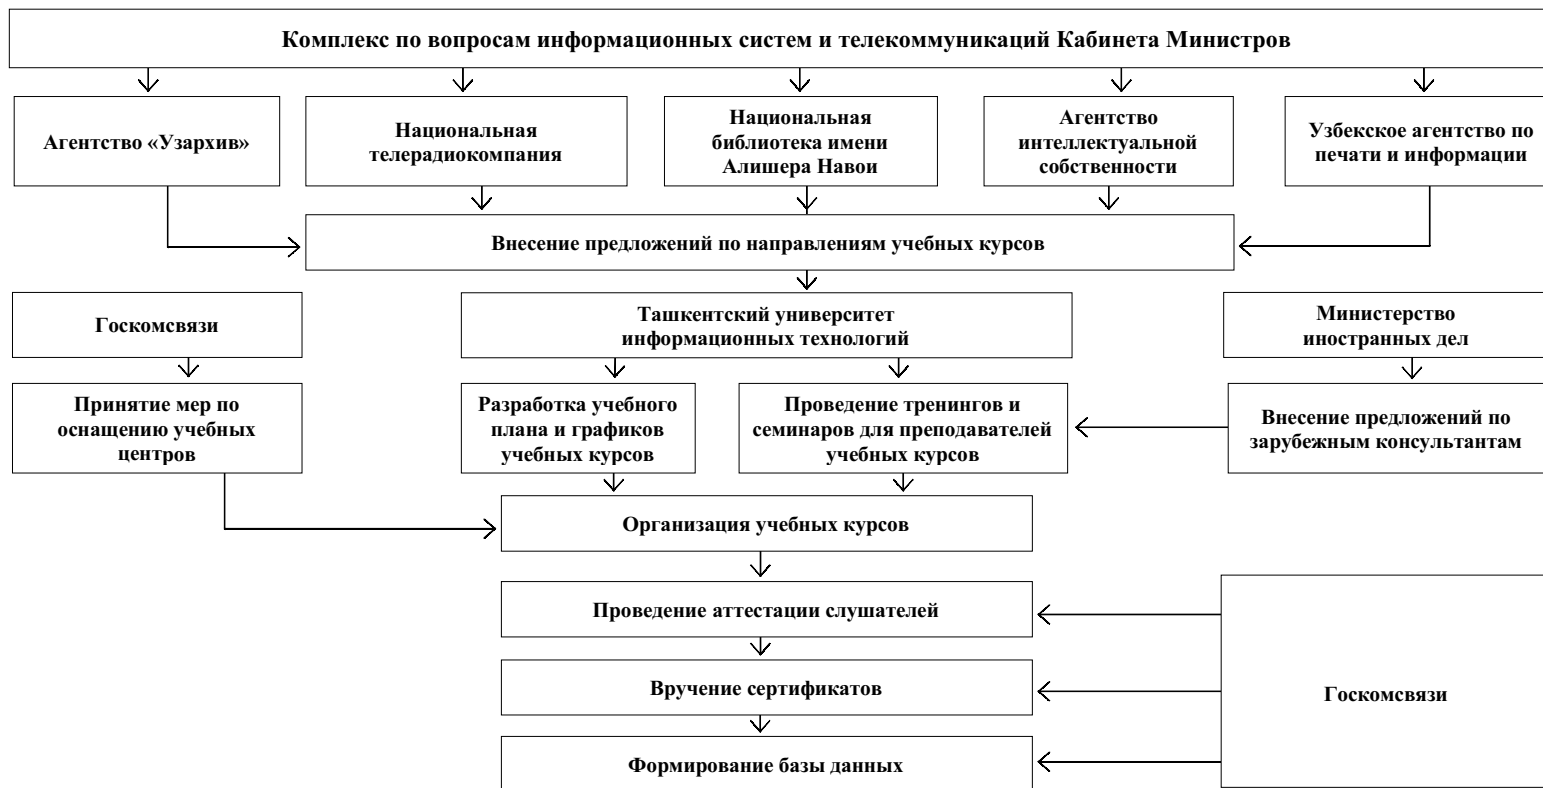 Комплекс по вопросам информационных систем и телекоммуникаций Кабинета Министров
Агентство «Узархив»
Национальная
телерадиокомпания
Национальная
библиотека имени
Алишера Навои
Агентство
интеллектуальной
собственности
Узбекское агентство по
печати и информации
Внесение предложений по направлениям учебных курсов
Госкомсвязи
Ташкентский университет
информационных технологий
Министерство
иностранных дел
Принятие мер по
оснащению учебных
центров
Разработка учебного
плана и графиков
учебных курсов
Проведение тренингов и
семинаров для преподавателей
учебных курсов
Внесение предложений по
зарубежным консультантам
Организация учебных курсов
Проведение аттестации слушателей
Вручение сертификатов
Госкомсвязи
Формирование базы данных